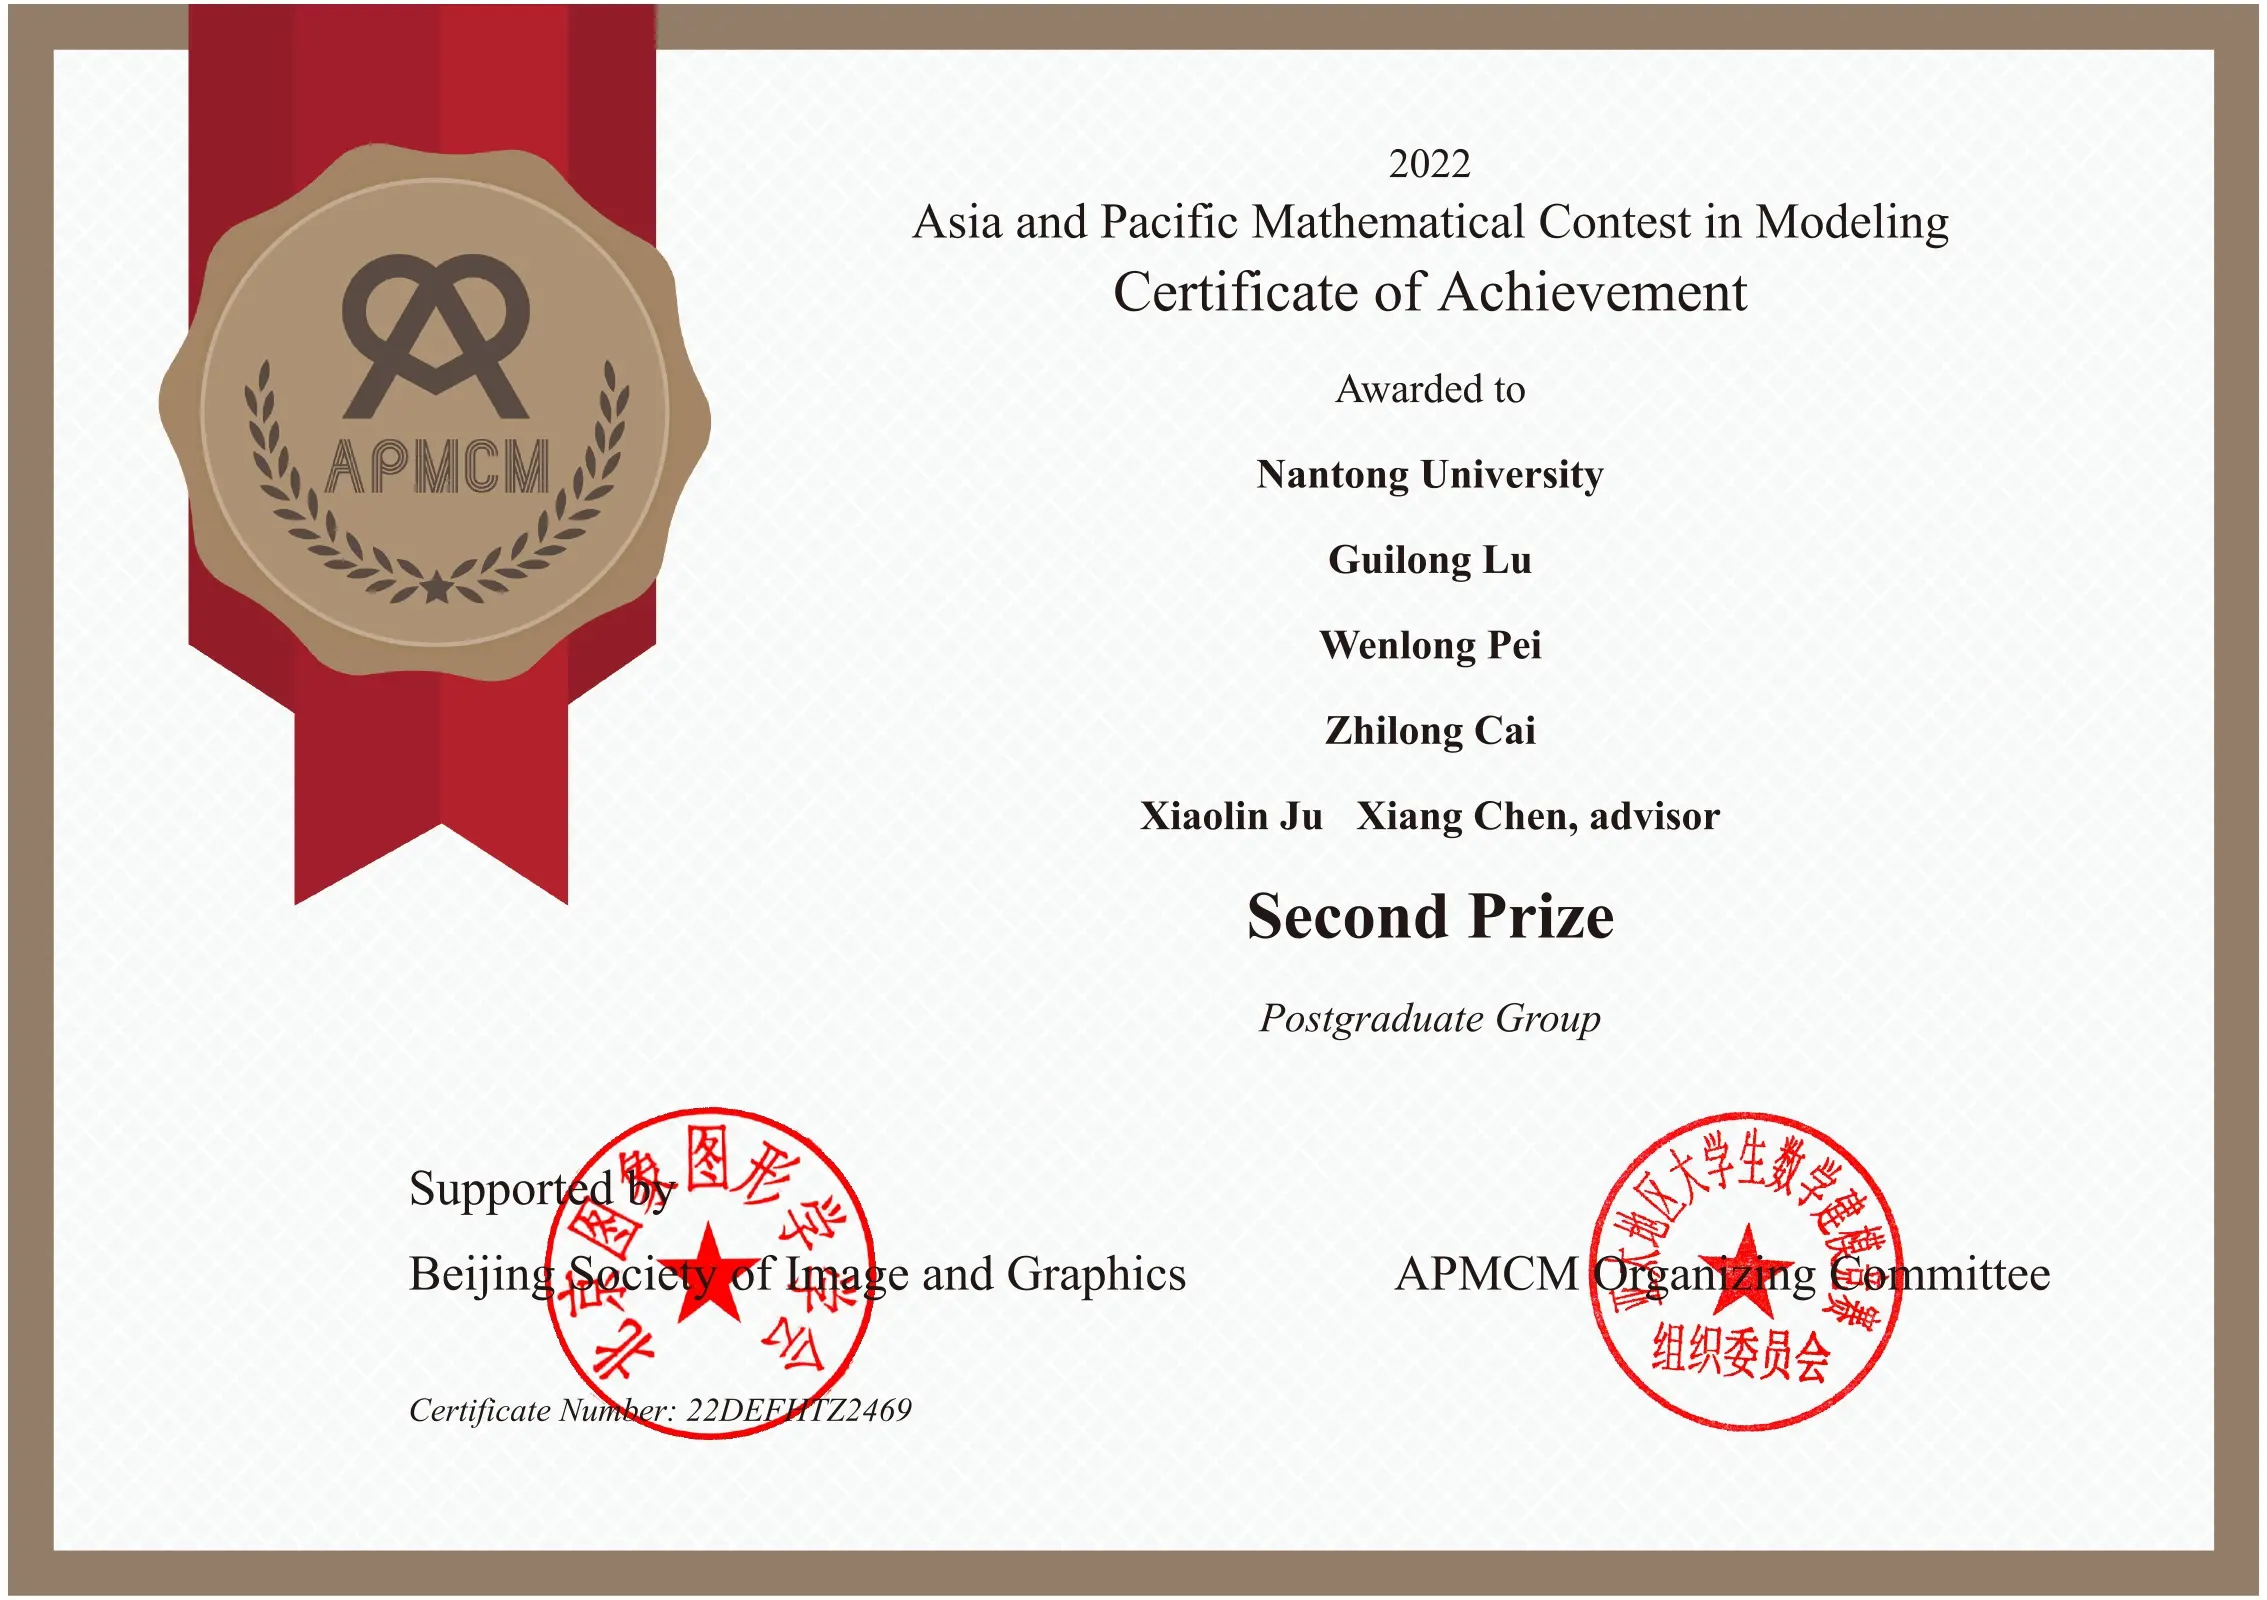 APMCM
2022
Asia and Pacific Mathematical Contest in Modeling
Certificate of Achievement
Awarded to
Nantong University
Guilong Lu
Wenlong Pei
Zhilong Cai
Xiaolin Ju Xiang Chen, advisor
Second Prize
Postgraduate Group
Supported by
Beijing Society of Image and Graphics
北京图象图形学学会
Certificate Number: 22DEFHTZ2469
APMCM Organizing Committee
亚太地区大学生数学建模竞赛
组织委员会